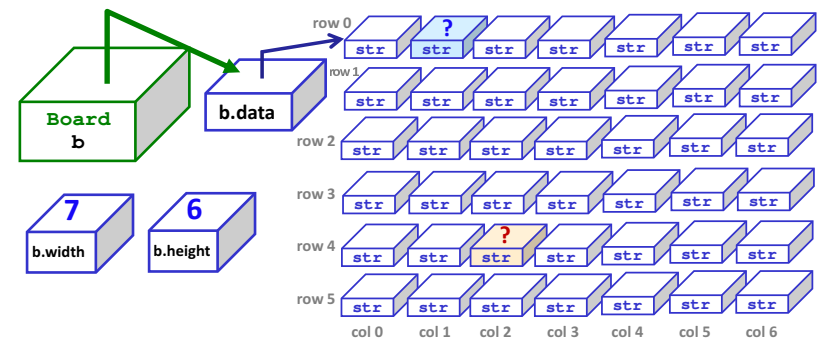 Board
b
b.data
7
b.width
6
b.height
row 0
?
str str str str str str str
row 1
str str str str str str str
row 2
str str str str str str str
row 3
str str str str str str str
row 4
?
str str str str str str str
row 5
str str str str str str str
col 0 col 1 col 2 col 3 col 4 col 5 col 6